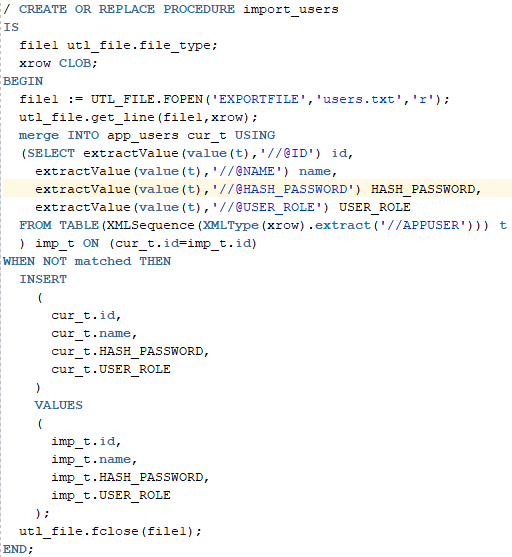 / CREATE OR REPLACE PROCEDURE import_users
IS
  file1 utl_file.file_type;
  xrow CLOB;
BEGIN
  file1 := UTL_FILE.FOPEN('EXPORTFILE','users.txt','r');
  utl_file.get_line(file1,xrow);
  merge INTO app_users cur_t USING
  (SELECT extractValue(value(t),'//@ID') id,
    extractValue(value(t),'//@NAME') name,
    extractValue(value(t),'//@HASH_PASSWORD') HASH_PASSWORD,
    extractValue(value(t),'//@USER_ROLE') USER_ROLE
  FROM TABLE(XMLSequence(XMLType(xrow).extract('//APPUSER'))) t
  ) imp_t ON (cur_t.id=imp_t.id)
WHEN NOT matched THEN
  INSERT
    (
      cur_t.id,
      cur_t.name,
      cur_t.HASH_PASSWORD,
      cur_t.USER_ROLE
    )
    VALUES
    (
      imp_t.id,
      imp_t.name,
      imp_t.HASH_PASSWORD,
      imp_t.USER_ROLE
    );
  utl_file.fclose(file1);
END;